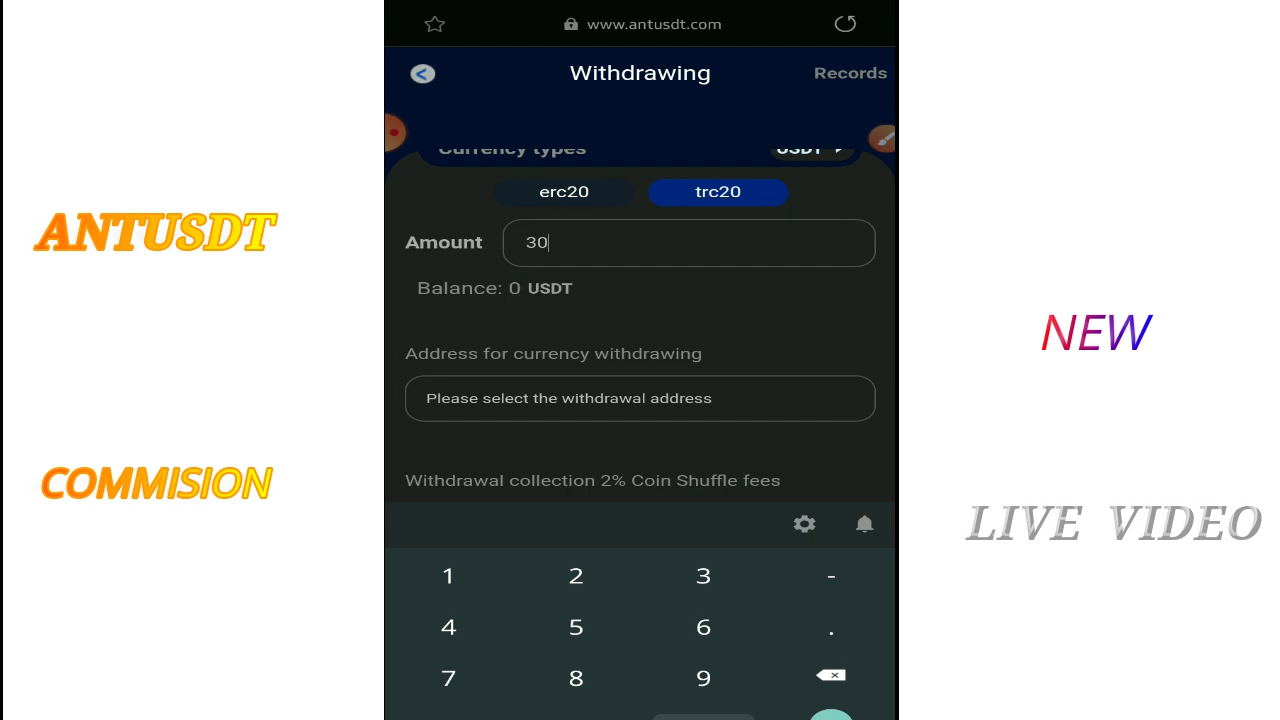 www.antusdt.com
Withdrawing
Records
Currency types
USDT
erc20
trc20
Amount
30
Balance: 0 USDT
Address for currency withdrawing
Please select the withdrawal address
Withdrawal collection 2% Coin Shuffle fees
1 2 3 -
4 5 6 .
7 8 9
ANTUSDT
COMMISION
NEW
LIVE VIDEO